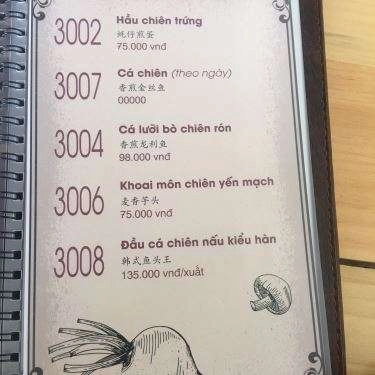 3002
Hầu chiên trứng
蚝仔煎蛋
75.000 vnđ
3007
Cá chiên (theo ngày)
香煎金丝鱼
00000
3004
Cá lưỡi bò chiên rón
香煎龙利鱼
98.000 vnđ
3006
Khoai môn chiên yến mạch
麦香芋头
75.000 vnđ
3008
Đầu cá chiên nấu kiểu hàn
韩式鱼头王
135.000 vnđ/xuất